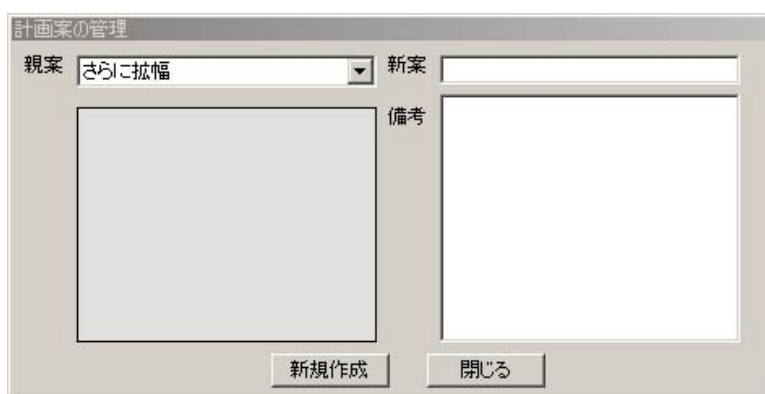 計画案の管理
親案 さらに拡幅 新案
備考
新規作成 閉じる